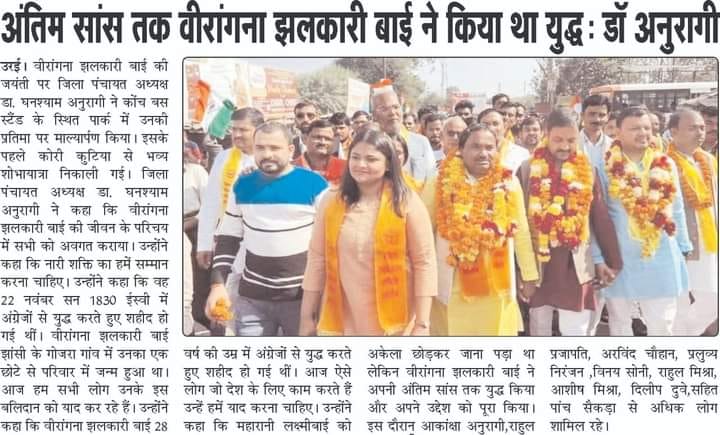 अंतिम सांस तक वीरांगना झलकारी बाई ने किया था युद्ध : डॉ अनुरागी
उरई। वीरांगना झलकारी बाई की
जयंती पर जिला पंचायत अध्यक्ष
डा. घनश्याम अनुरागी ने कोंच बस
स्टैंड के स्थित पार्क में उनकी
प्रतिमा पर माल्यार्पण किया। इसके
पहले कोरी कुटिया से भव्य
शोभायात्रा निकाली गई। जिला
पंचायत अध्यक्ष डा. घनश्याम
अनुरागी ने कहा कि वीरांगना
झलकारी बाई की जीवन के परिचय
में सभी को अवगत कराया। उन्होंने
कहा कि नारी शक्ति का हमें सम्मान
करना चाहिए। उन्होंने कहा कि वह
22 नवंबर सन 1830 ईस्वी में
अंग्रेजों से युद्ध करते हुए शहीद हो
गई थीं। वीरांगना झलकारी बाई
झांसी के गोजरा गांव में उनका एक
छोटे से परिवार में जन्म हुआ था।
आज हम सभी लोग उनके इस
बलिदान को याद कर रहे हैं। उन्होंने
कहा कि वीरांगना झलकारी बाई 28
वर्ष की उम्र में अंग्रेजों से युद्ध करते
हुए शहीद हो गई थीं। आज ऐसे
लोग जो देश के लिए काम करते हैं
उन्हें हमें याद करना चाहिए। उन्होंने
कहा कि महारानी लक्ष्मीबाई को
अकेला छोड़कर जाना पड़ा था
लेकिन वीरांगना झलकारी बाई ने
अपनी अंतिम सांस तक युद्ध किया
और अपने उद्देश को पूरा किया।
इस दौरान आकांक्षा अनुरागी,राहुल
प्रजापति, अरविंद चौहान, प्रलुव्य
निरंजन ,विनय सोनी, राहुल मिश्रा,
आशीष मिश्रा, दिलीप दुवे,सहित
पांच सैकड़ा से अधिक लोग
शामिल रहे।